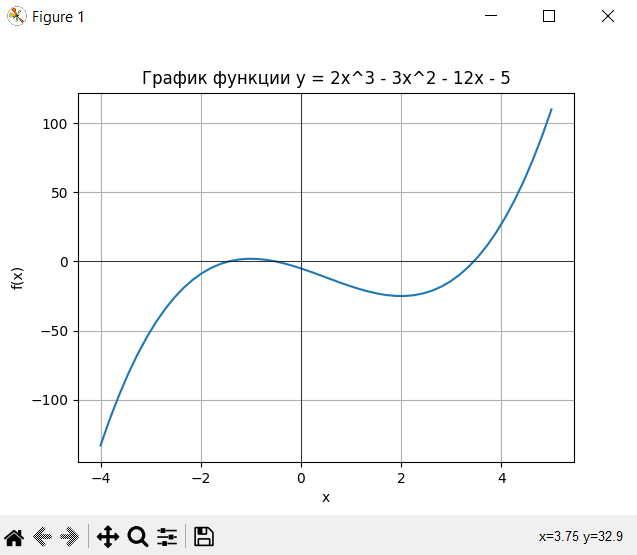 Figure 1
График функции y = 2x^3 - 3x^2 - 12x - 5
100
50
0
−50
−100
f(x)
−4 −2 0 2 4
x
x=3.75 y=32.9